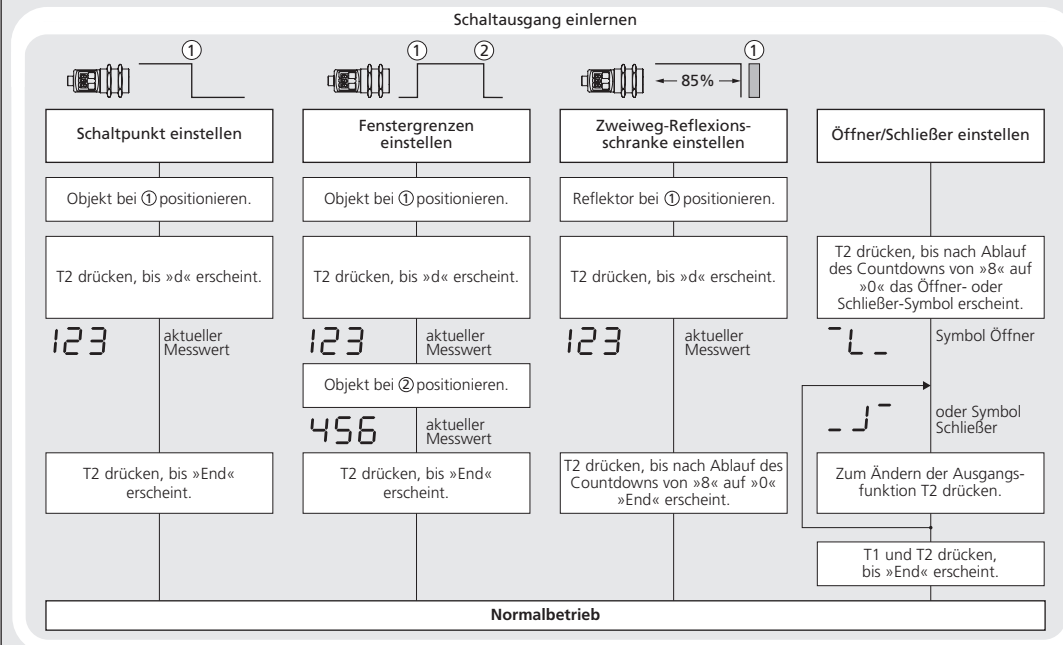 Schaltausgang einlernen
①
① ②
85%
①
Schaltpunkt einstellen
Objekt bei ① positionieren.
T2 drücken, bis »d« erscheint.
123
aktueller
Messwert
T2 drücken, bis »End«
erscheint.
Fenstergrenzen
einstellen
Objekt bei ① positionieren.
T2 drücken, bis »d« erscheint.
123
aktueller
Messwert
Objekt bei ② positionieren.
456
aktueller
Messwert
T2 drücken, bis »End«
erscheint.
Zweiweg-Reflexions-
schranke einstellen
Reflektor bei ① positionieren.
T2 drücken, bis »d« erscheint.
123
aktueller
Messwert
T2 drücken, bis nach Ablauf des
Countdowns von »8« auf »0«
»End« erscheint.
Öffner/Schließer einstellen
T2 drücken, bis nach Ablauf
des Countdowns von »8« auf
»0« das Öffner- oder
Schließer-Symbol erscheint.
Symbol Öffner
oder Symbol
Schließer
Zum Ändern der Ausgangs-
funktion T2 drücken.
T1 und T2 drücken,
bis »End« erscheint.
Normalbetrieb